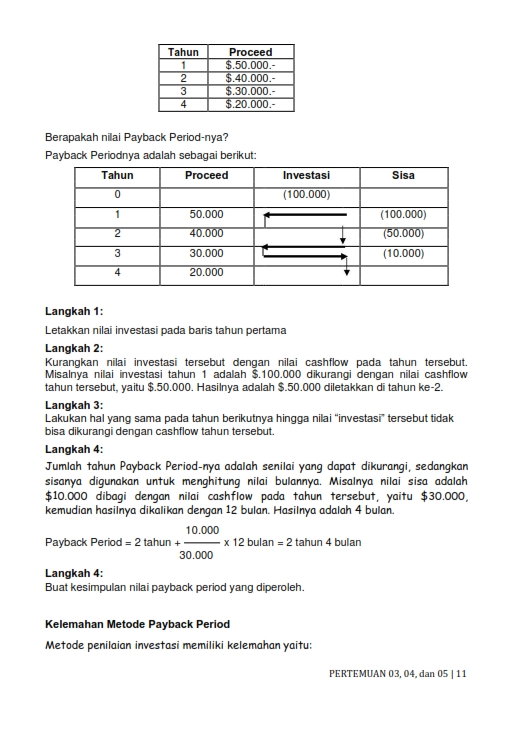 Tahun Proceed
1 $.50.000.-
2 $.40.000.-
3 $.30.000.-
4 $.20.000.-
Berapakah nilai Payback Period-nya?
Payback Periodnya adalah sebagai berikut:
Tahun Proceed Investasi Sisa
0 (100.000)
1 50.000 (100.000)
2 40.000 (50.000)
3 30.000 (10.000)
4 20.000
Langkah 1:
Letakkan nilai investasi pada baris tahun pertama
Langkah 2:
Kurangkan nilai investasi tersebut dengan nilai cashflow pada tahun tersebut.
Misalnya nilai investasi tahun 1 adalah $.100.000 dikurangi dengan nilai cashflow
tahun tersebut, yaitu $.50.000. Hasilnya adalah $.50.000 diletakkan di tahun ke-2.
Langkah 3:
Lakukan hal yang sama pada tahun berikutnya hingga nilai “investasi” tersebut tidak
bisa dikurangi dengan cashflow tahun tersebut.
Langkah 4:
Jumlah tahun Payback Period-nya adalah senilai yang dapat dikurangi, sedangkan
sisanya digunakan untuk menghitung nilai bulannya. Misalnya nilai sisa adalah
$10.000 dibagi dengan nilai cashflow pada tahun tersebut, yaitu $30.000,
kemudian hasilnya dikalikan dengan 12 bulan. Hasilnya adalah 4 bulan.
10.000
Payback Period = 2 tahun + x 12 bulan = 2 tahun 4 bulan
30.000
Langkah 4:
Buat kesimpulan nilai payback period yang diperoleh.
Kelemahan Metode Payback Period
Metode penilaian investasi memiliki kelemahan yaitu:
PERTEMUAN 03, 04, dan 05 | 11